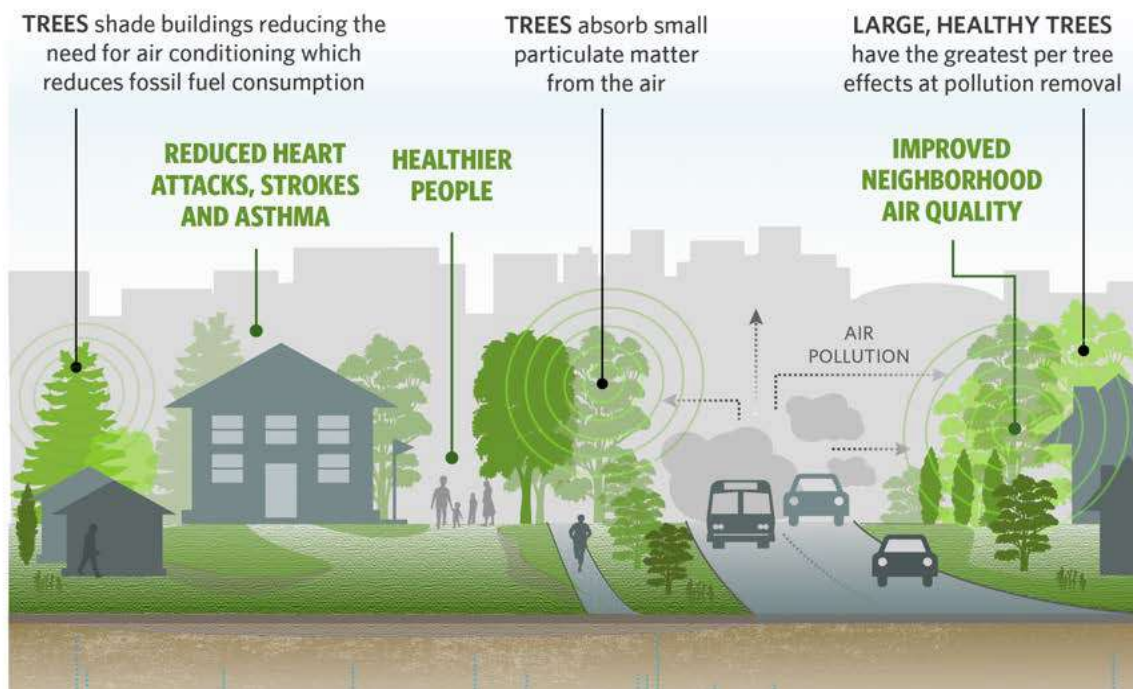 TREES shade buildings reducing the
need for air conditioning which
reduces fossil fuel consumption
TREES absorb small
particulate matter
from the air
LARGE, HEALTHY TREES
have the greatest per tree
effects at pollution removal
REDUCED HEART
ATTACKS, STROKES
AND ASTHMA
HEALTHIER
PEOPLE
IMPROVED
NEIGHBORHOOD
AIR QUALITY
AIR
POLLUTION